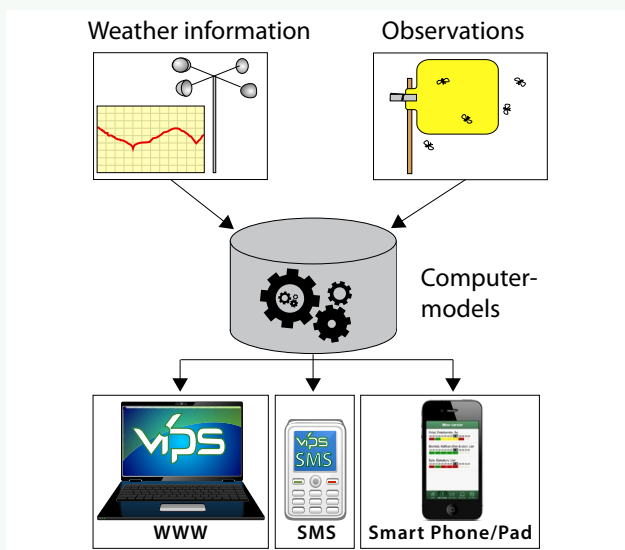 Weather information
Observations
Computer-
models
VIPS
VIPS
SMS
WWW
SMS
Smart Phone/Pad